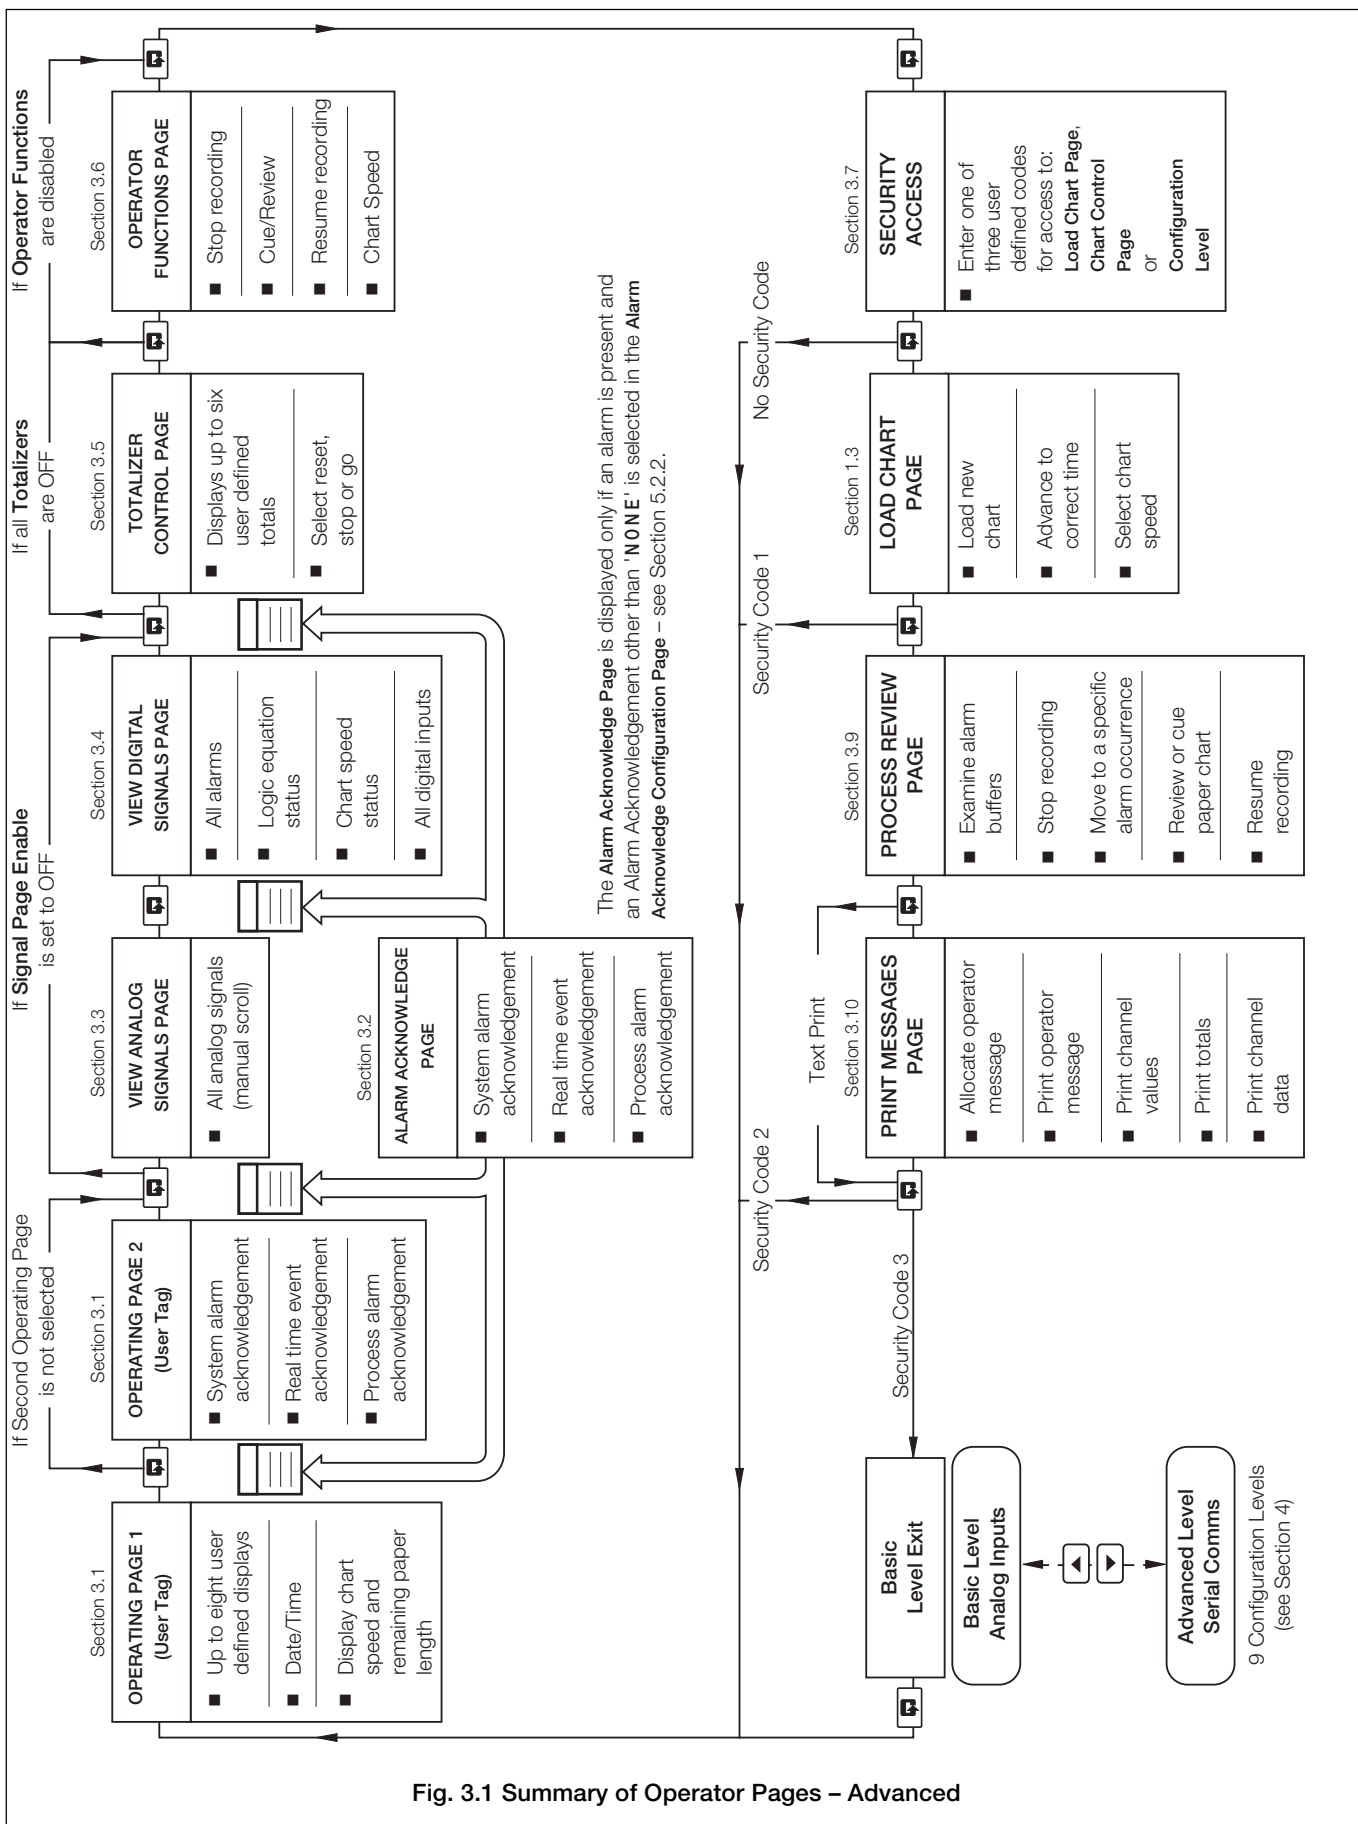 If Second Operating Page
is not selected
If Signal Page Enable
is set to OFF
If all Totalizers
are OFF
If Operator Functions
are disabled
Section 3.1
OPERATING PAGE 1
(User Tag)
■ Up to eight user
defined displays
■ Date/Time
■ Display chart
speed and
remaining paper
length
Section 3.1
OPERATING PAGE 2
(User Tag)
■ System alarm
acknowledgement
■ Real time event
acknowledgement
■ Process alarm
acknowledgement
Section 3.3
VIEW ANALOG
SIGNALS PAGE
■ All analog signals
(manual scroll)
Section 3.2
ALARM ACKNOWLEDGE
PAGE
■ System alarm
acknowledgement
■ Real time event
acknowledgement
■ Process alarm
acknowledgement
Section 3.4
VIEW DIGITAL
SIGNALS PAGE
■ All alarms
■ Logic equation
status
■ Chart speed
status
■ All digital inputs
Section 3.5
TOTALIZER
CONTROL PAGE
■ Displays up to six
user defined
totals
■ Select reset,
stop or go
Section 3.6
OPERATOR
FUNCTIONS PAGE
■ Stop recording
■ Cue/Review
■ Resume recording
■ Chart Speed
The Alarm Acknowledge Page is displayed only if an alarm is present and
an Alarm Acknowledgement other than 'NONE' is selected in the Alarm
Acknowledge Configuration Page – see Section 5.2.2.
Security Code 2
Security Code 1
No Security Code
Security Code 3
Text Print
Basic
Level Exit
Basic Level
Analog Inputs
Advanced Level
Serial Comms
9 Configuration Levels
(see Section 4)
Section 3.10
PRINT MESSAGES
PAGE
■ Allocate operator
message
■ Print operator
message
■ Print channel
values
■ Print totals
■ Print channel
data
Section 3.9
PROCESS REVIEW
PAGE
■ Examine alarm
buffers
■ Stop recording
■ Move to a specific
alarm occurrence
■ Review or cue
paper chart
■ Resume
recording
Section 1.3
LOAD CHART
PAGE
■ Load new
chart
■ Advance to
correct time
■ Select chart
speed
Section 3.7
SECURITY
ACCESS
■ Enter one of
three user
defined codes
for access to:
Load Chart Page,
Chart Control
Page
or
Configuration
Level
Fig. 3.1 Summary of Operator Pages – Advanced